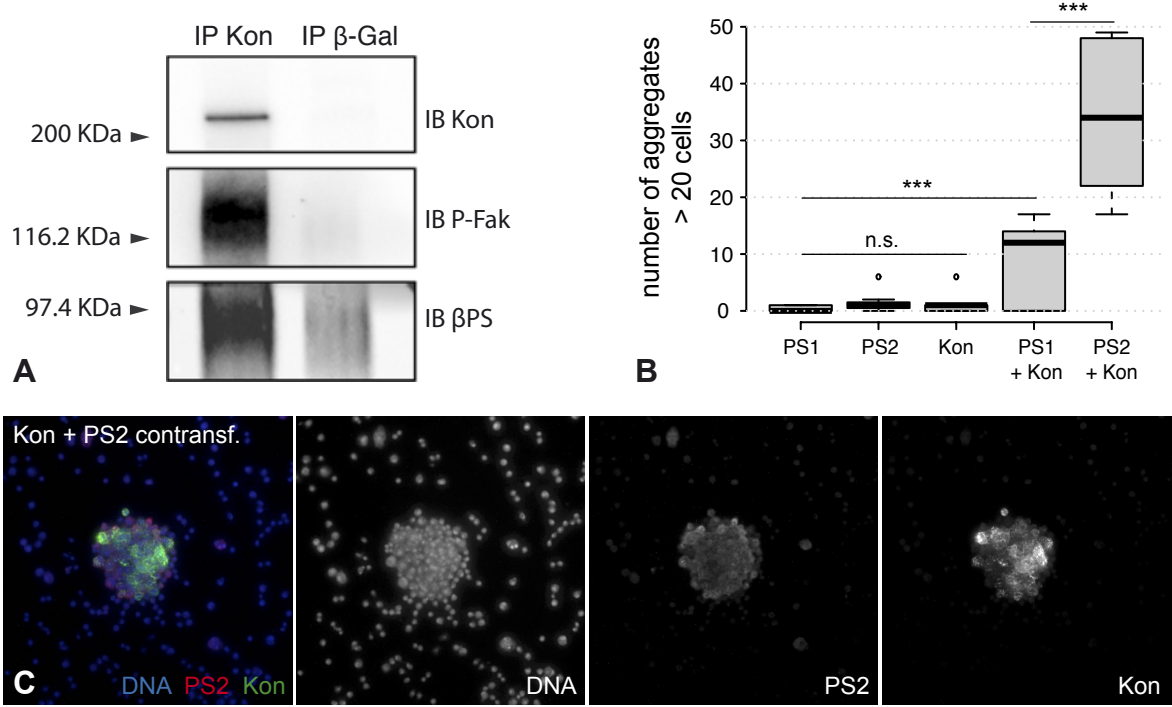 IP Kon IP β-Gal
200 KDa ► IB Kon
116.2 KDa ► IB P-Fak
97.4 KDa ► IB βPS
A
number of aggregates
> 20 cells
50
40
30
20
10
0
***
***
n.s.
PS1 PS2 Kon PS1 PS2
+ Kon + Kon
B
Kon + PS2 contransf.
C DNA PS2 Kon DNA PS2 Kon